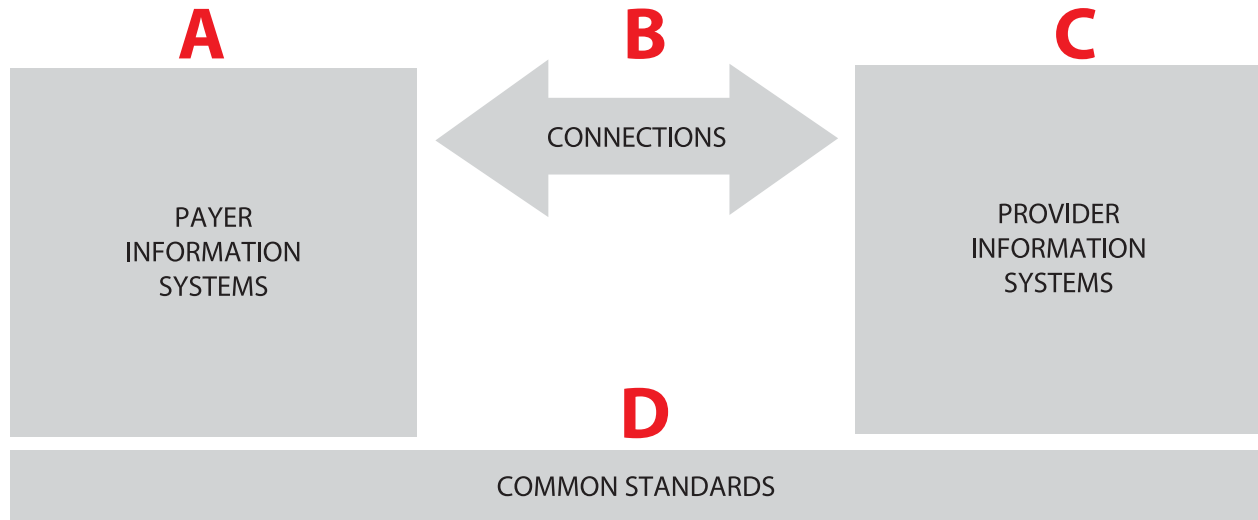 A
B
C
CONNECTIONS
PAYER
INFORMATION
SYSTEMS
PROVIDER
INFORMATION
SYSTEMS
D
COMMON STANDARDS